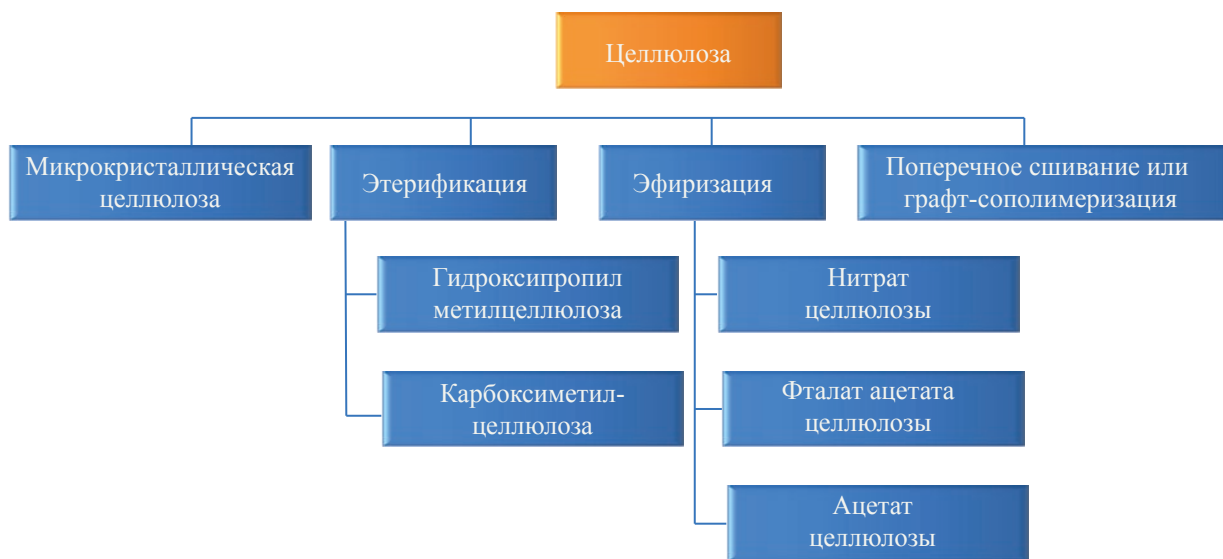 Целлюлоза
Микрокристаллическая
целлюлоза
Этерификация
Эфиризация
Поперечное сшивание или
графт-сополимеризация
Гидроксипропил
метилцеллюлоза
Нитрат
целлюлозы
Карбоксиметил-
целлюлоза
Фталат ацетата
целлюлозы
Ацетат
целлюлозы